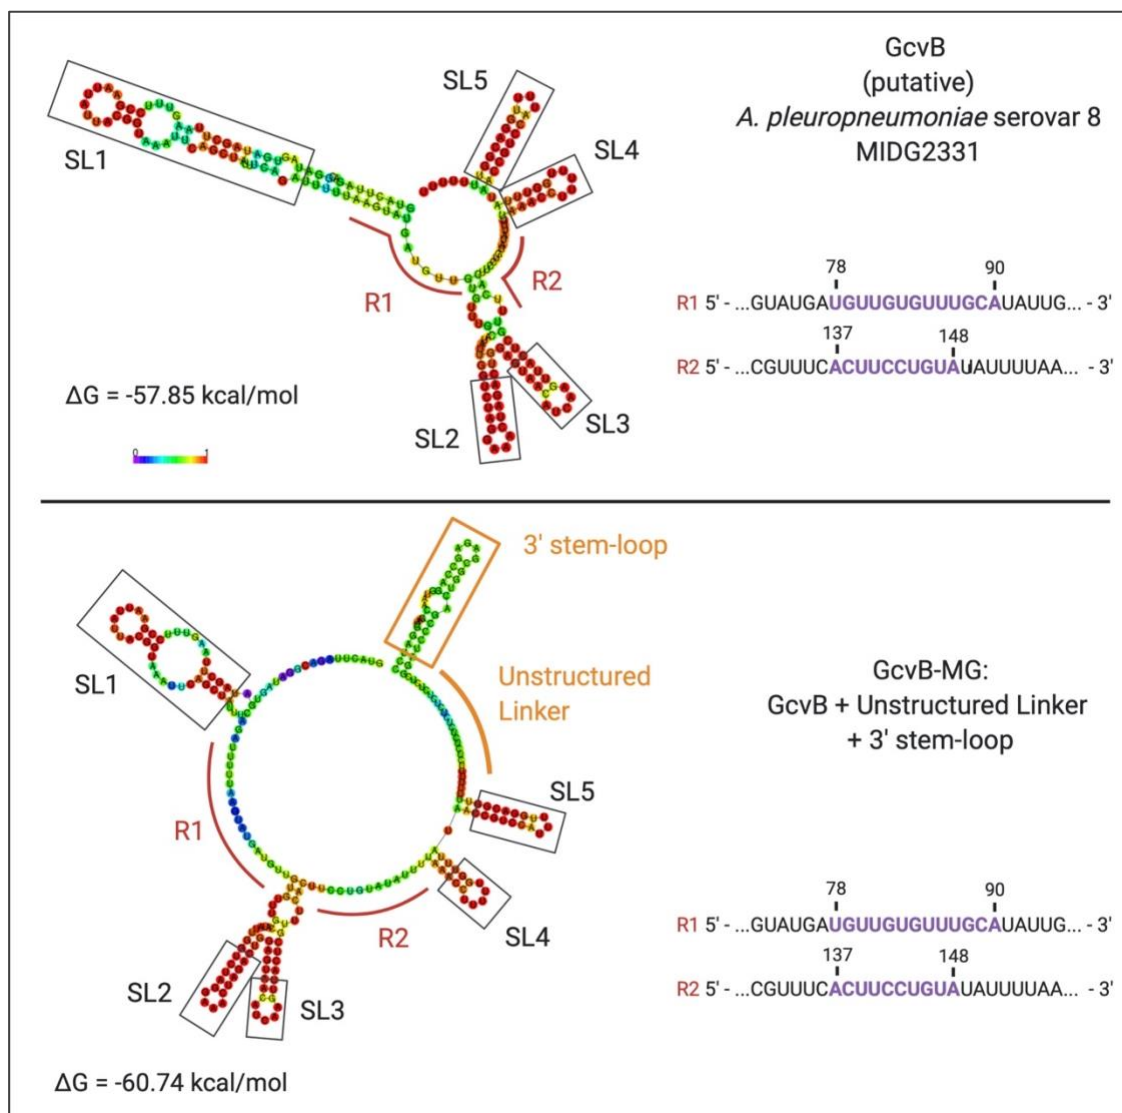 GcvB
(putative)
A. pleuropneumoniae serovar 8
MIDG2331
SL5
SL4
SL1
R2
R1
78 90
R1 5' - ...GUAUGAUGUUGUGUUUGCAUAUUG... - 3'
137 148
R2 5' - ...CGUUUCACUUCCUGUAUAUUUUAA... - 3'
ΔG = -57.85 kcal/mol
0 1
SL2
SL3
3' stem-loop
Unstructured
Linker
SL1
GcvB-MG:
GcvB + Unstructured Linker
+ 3' stem-loop
SL5
R1
R2
SL4
78 90
R1 5' - ...GUAUGAUGUUGUGUUUGCAUAUUG... - 3'
137 148
R2 5' - ...CGUUUCACUUCCUGUAUAUUUUAA... - 3'
SL2
SL3
ΔG = -60.74 kcal/mol